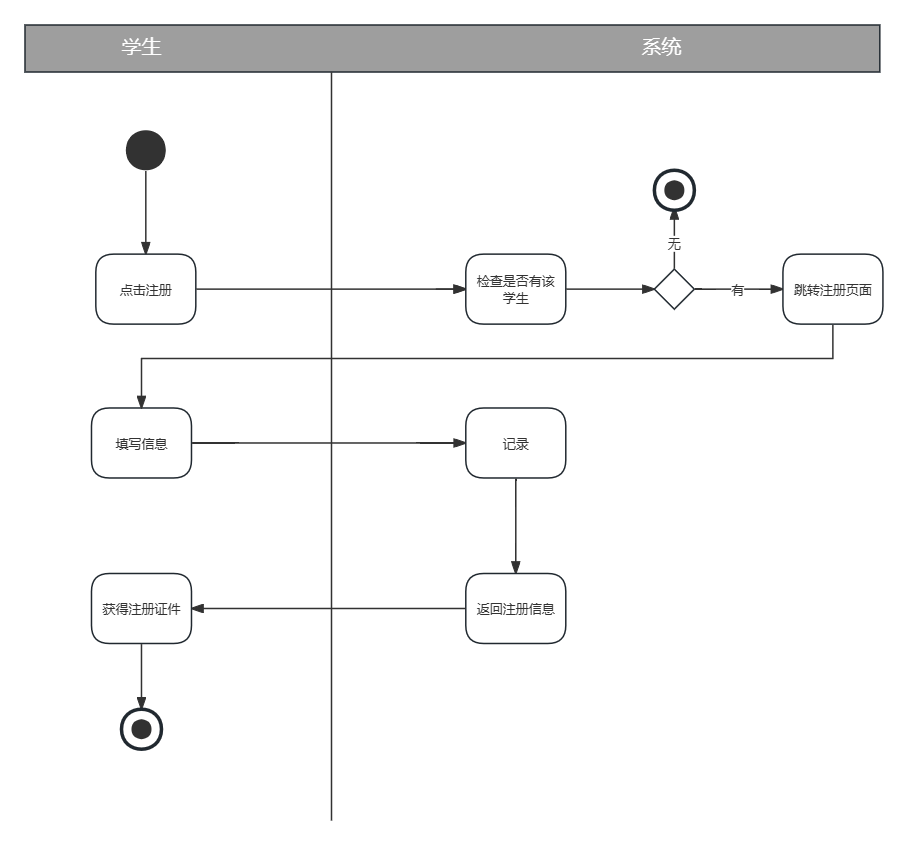 学生
系统
无
点击注册
检查是否有该
学生
有
跳转注册页面
填写信息
记录
获得注册证件
返回注册信息